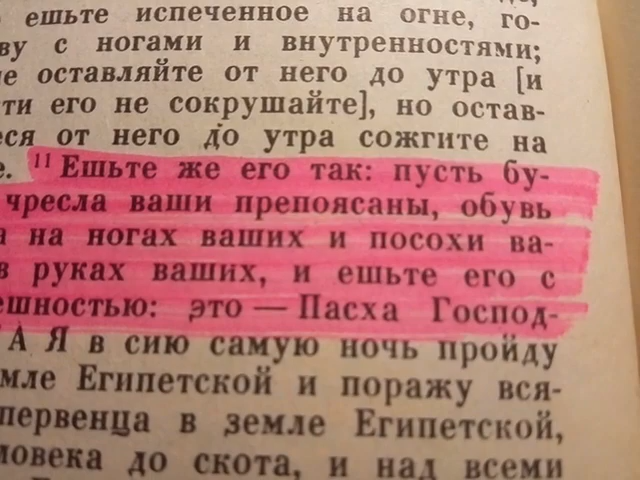 ешьте испеченное на огне, го-
ву с ногами и внутренностями;
не оставляйте от него до утра [и
ти его не сокрушайте], но остав-
еся от него до утра сожгите на
е. 11 Ешьте же его так: пусть бу-
чресла ваши препоясаны, обувь
а на ногах ваших и посохи ва-
в руках ваших, и ешьте его с
ешностью: это — Пасха Господ-
А Я в сию самую ночь пройду
мле Египетской и поражу вся-
первенца в земле Египетской,
ловека до скота, и над всеми